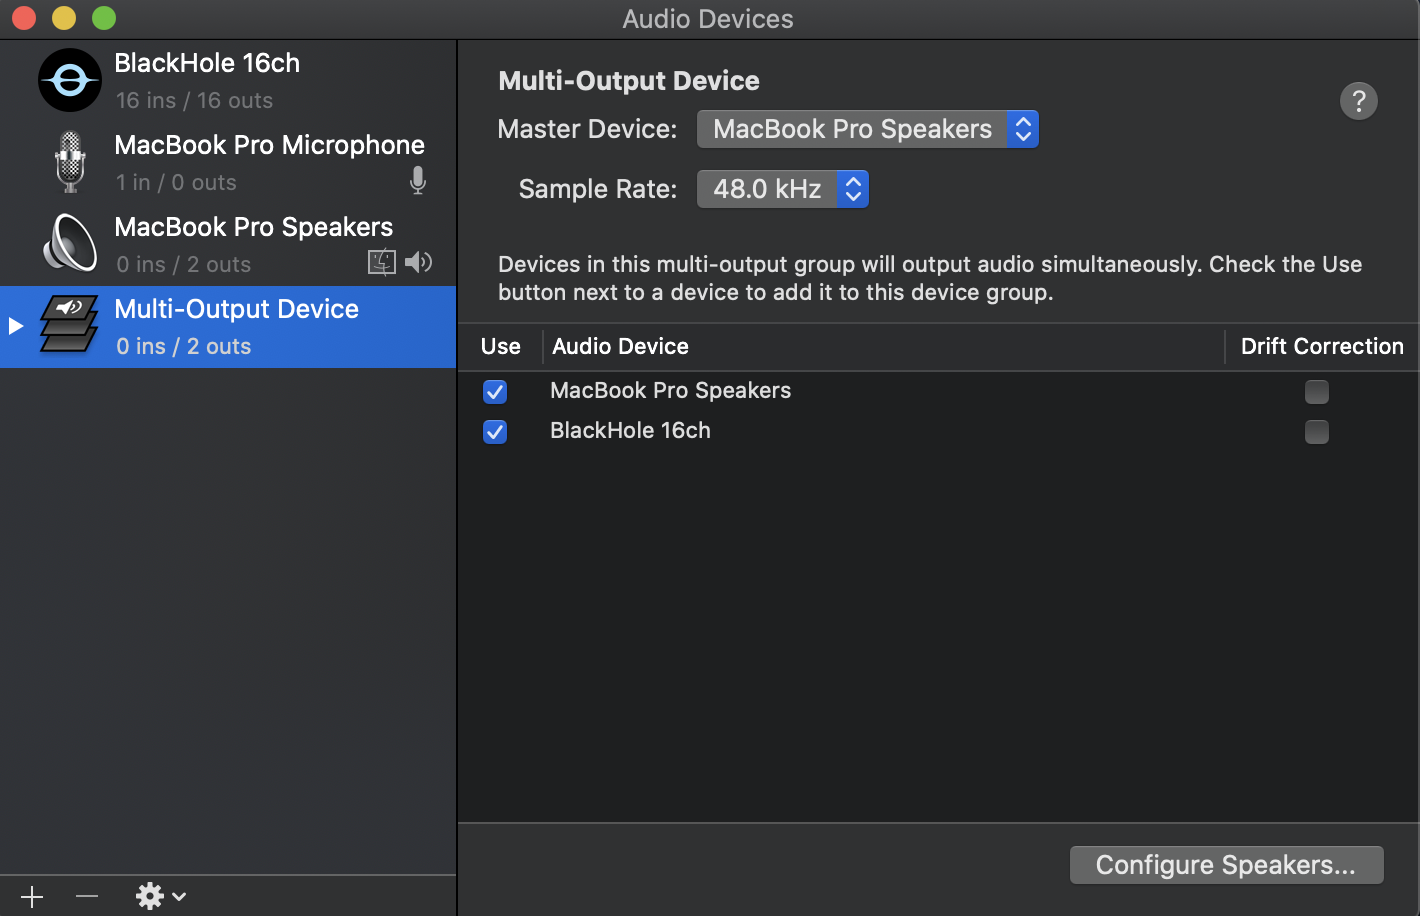 Audio Devices
BlackHole 16ch
16 ins / 16 outs
MacBook Pro Microphone
1 in / 0 outs
MacBook Pro Speakers
0 ins / 2 outs
Multi-Output Device
0 ins / 2 outs
Multi-Output Device
?
Master Device: MacBook Pro Speakers
Sample Rate: 48.0 kHz
Devices in this multi-output group will output audio simultaneously. Check the Use
button next to a device to add it to this device group.
Use Audio Device Drift Correction
MacBook Pro Speakers
BlackHole 16ch
Configure Speakers...